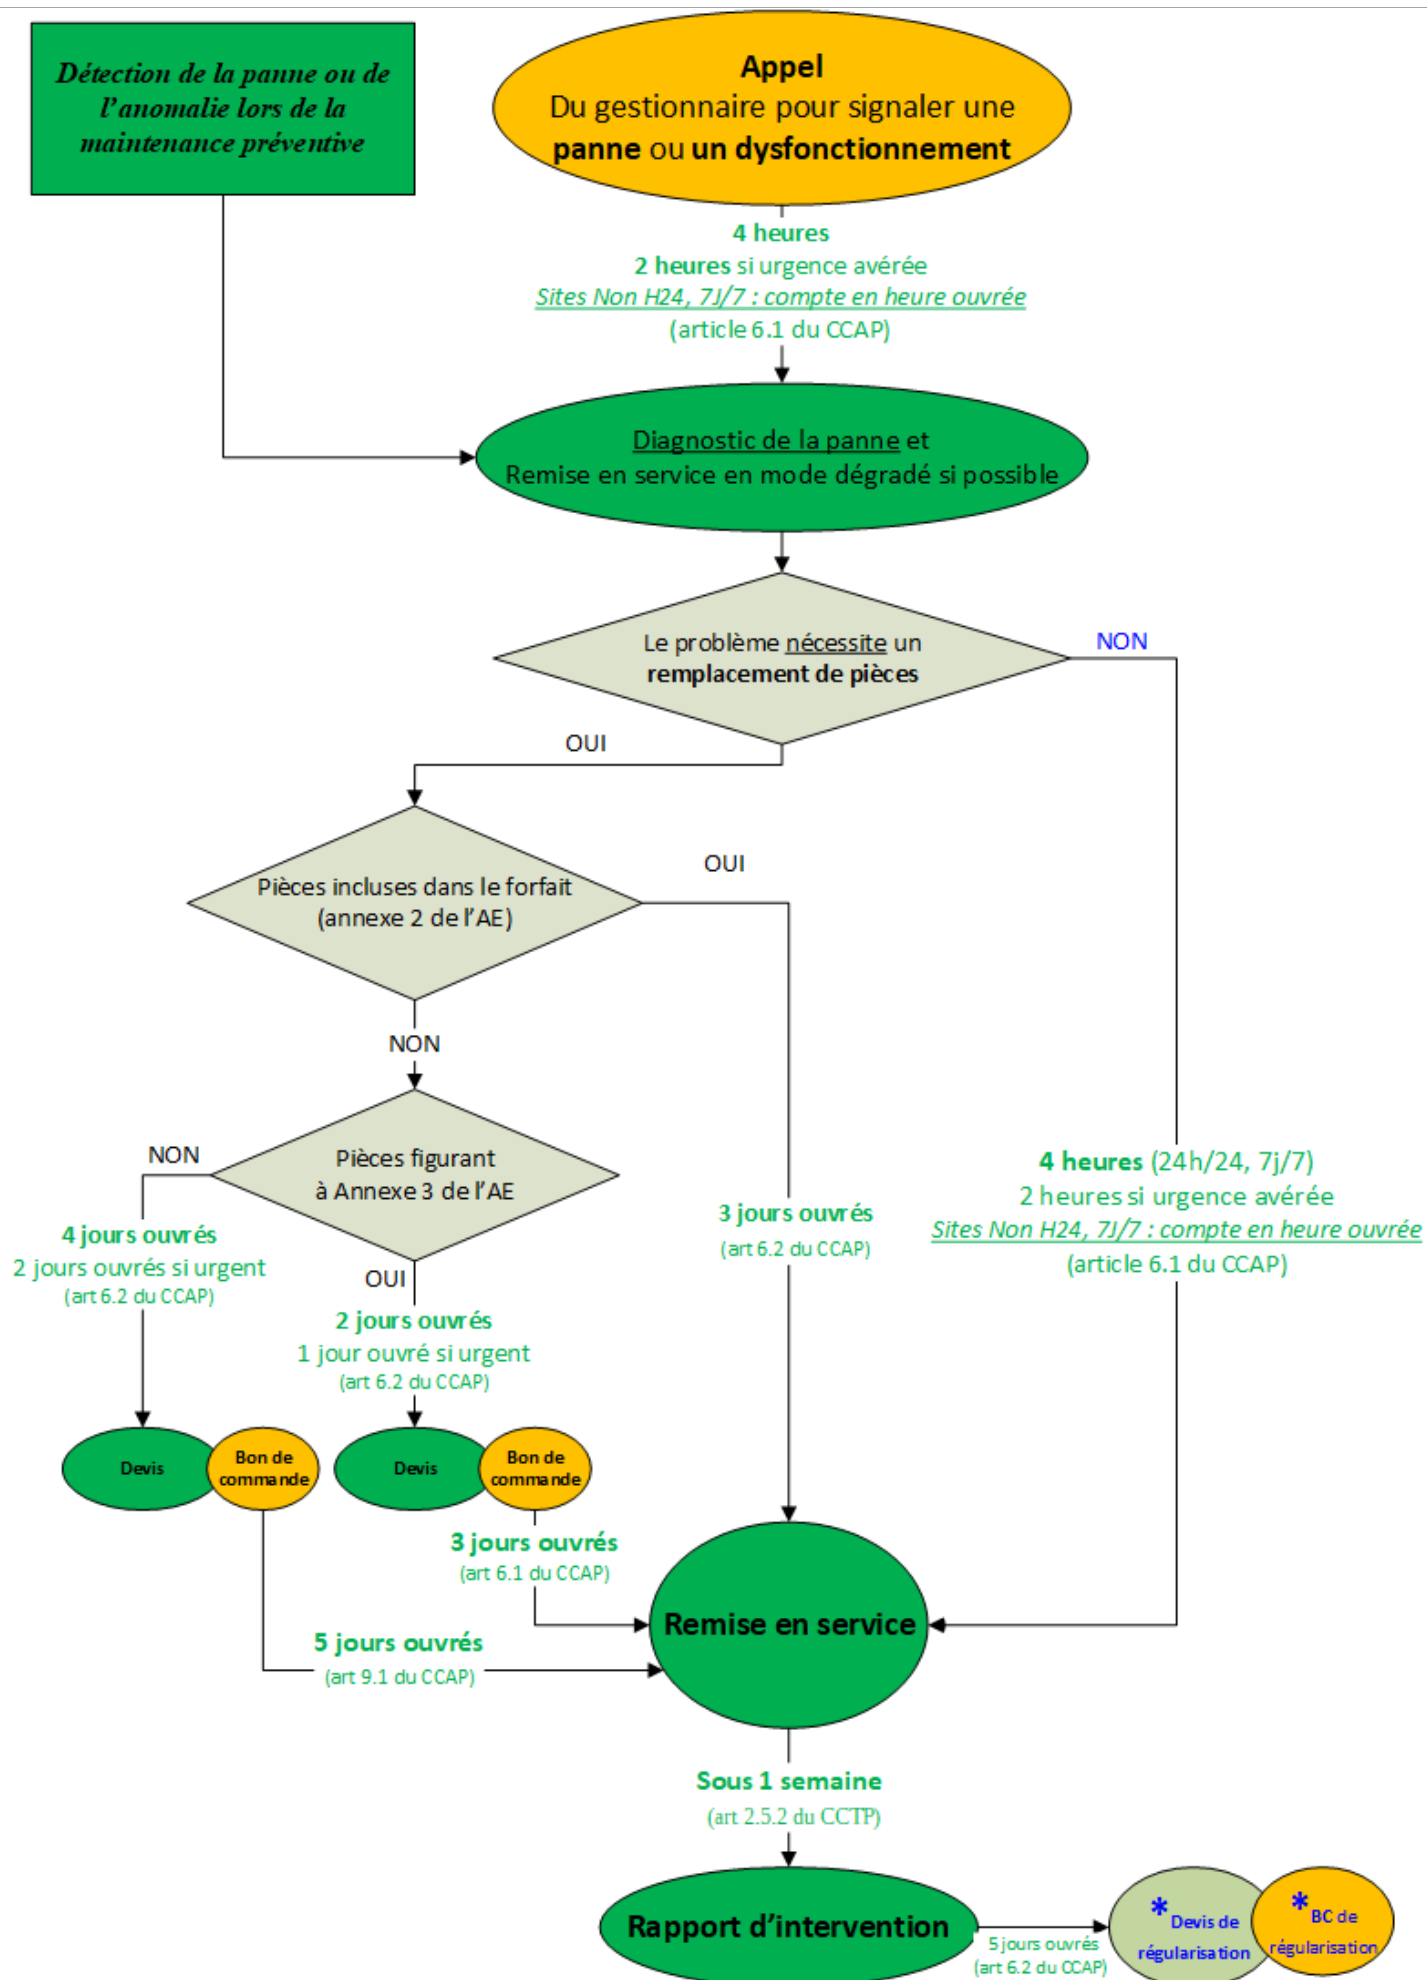 Détection de la panne ou de
l’anomalie lors de la
maintenance préventive
Appel
Du gestionnaire pour signaler une
panne ou un dysfonctionnement
4 heures
2 heures si urgence avérée
Sites Non H24, 7J/7 : compte en heure ouvrée
(article 6.1 du CCAP)
Diagnostic de la panne et
Remise en service en mode dégradé si possible
Le problème nécessite un
remplacement de pièces
NON
OUI
Pièces incluses dans le forfait
(annexe 2 de l’AE)
OUI
NON
Pièces figurant
à Annexe 3 de l’AE
NON
4 jours ouvrés
2 jours ouvrés si urgent
(art 6.2 du CCAP)
OUI
2 jours ouvrés
1 jour ouvré si urgent
(art 6.2 du CCAP)
3 jours ouvrés
(art 6.2 du CCAP)
4 heures (24h/24, 7j/7)
2 heures si urgence avérée
Sites Non H24, 7J/7 : compte en heure ouvrée
(article 6.1 du CCAP)
Devis
Bon de
commande
Devis
Bon de
commande
3 jours ouvrés
(art 6.1 du CCAP)
5 jours ouvrés
(art 9.1 du CCAP)
Remise en service
Sous 1 semaine
(art 2.5.2 du CCTP)
Rapport d’intervention
5 jours ouvrés
(art 6.2 du CCAP)
* Devis de
régularisation
* BC de
régularisation